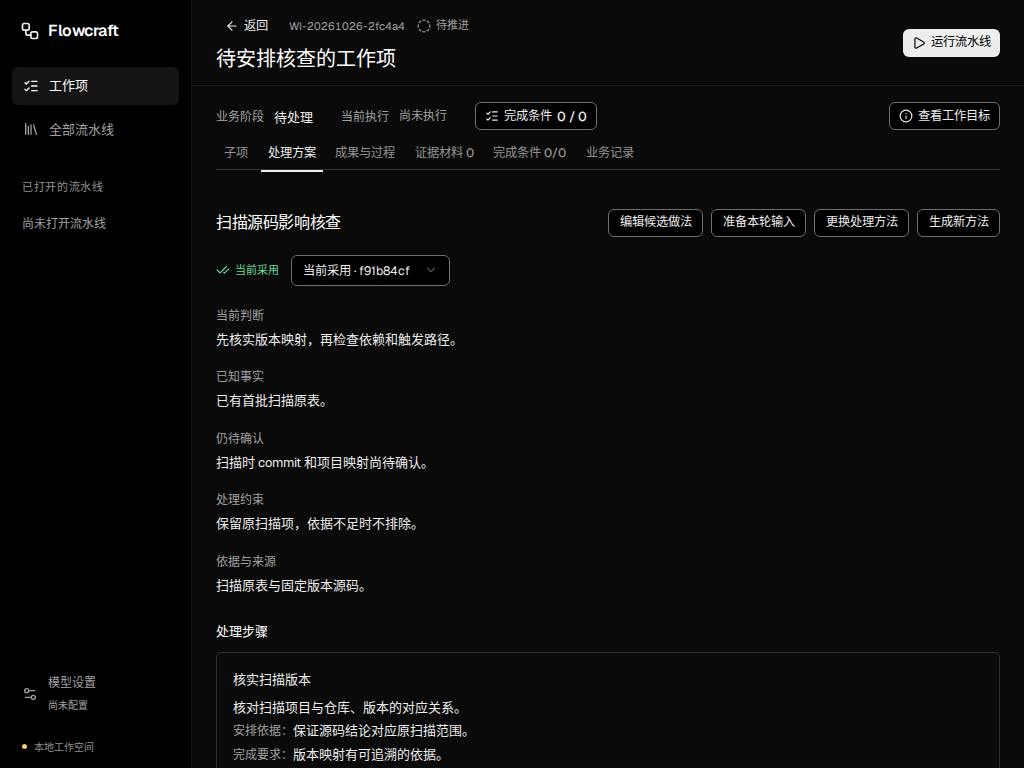 Flowcraft
工作项
全部流水线
已打开的流水线
尚未打开流水线
模型设置
尚未配置
本地工作空间
返回 WI-20261026-2fc4a4 待推进
待安排核查的工作项
运行流水线
业务阶段 待处理 当前执行 尚未执行 完成条件 0 / 0 查看工作目标
子项 处理方案 成果与过程 证据材料 0 完成条件 0/0 业务记录
扫描源码影响核查 编辑候选做法 准备本轮输入 更换处理方法 生成新方法
当前采用 当前采用 · f91b84cf
当前判断
先核实版本映射，再检查依赖和触发路径。
已知事实
已有首批扫描原表。
仍待确认
扫描时 commit 和项目映射尚待确认。
处理约束
保留原扫描项，依据不足时不排除。
依据与来源
扫描原表与固定版本源码。
处理步骤
核实扫描版本
核对扫描项目与仓库、版本的对应关系。
安排依据：保证源码结论对应原扫描范围。
完成要求：版本映射有可追溯的依据。